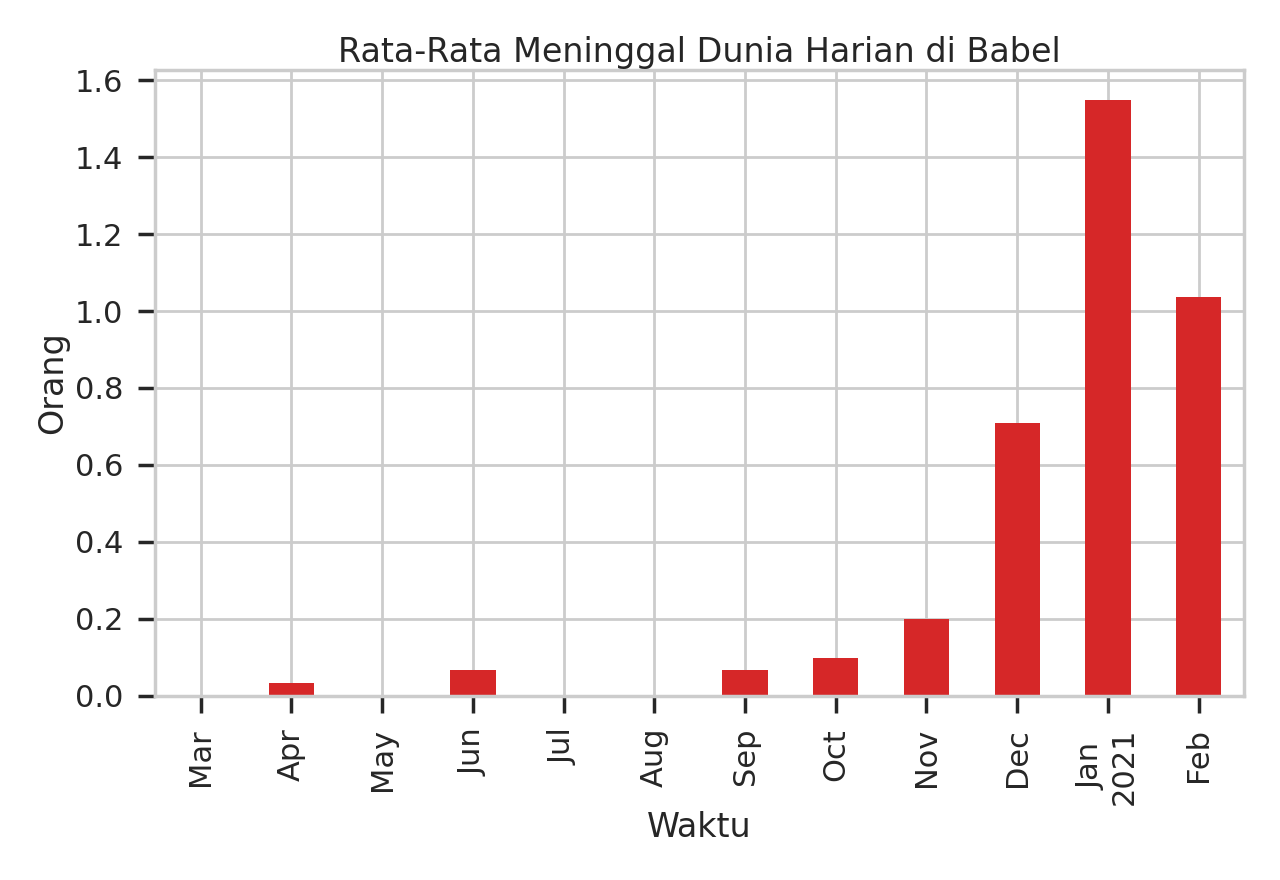 Rata-Rata Meninggal Dunia Harian di Babel
1.6
1.4
1.2
1.0
0.8
0.6
0.4
0.2
0.0
Orang
Mar
Apr
May
Jun
Jul
Aug
Sep
Oct
Nov
Dec
Jan
2021
Feb
Waktu